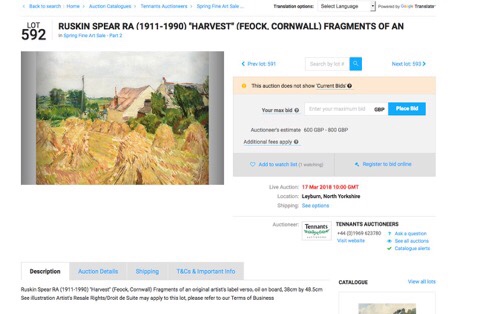 Back to search Home Auction Catalogues Tennants Auctioneers Spring Fine Art Sale ...
Translation options: Select Language Powered by Google Translate
LOT
592
RUSKIN SPEAR RA (1911-1990) "HARVEST" (FEOCK, CORNWALL) FRAGMENTS OF AN
in Spring Fine Art Sale - Part 2
Prev lot: 591
Search by lot #
Next lot: 593
This auction does not show 'Current Bids'
Your max bid
Enter your maximum bid
GBP
Place Bid
Auctioneer's estimate 600 GBP - 800 GBP
Additional fees apply
Add to watch list (1 watching)
Register to bid online
Live Auction: 17 Mar 2018 10:00 GMT
Location: Leyburn, North Yorkshire
Shipping: See options
Auctioneer:
Tennants
TENNANTS AUCTIONEERS
+44 (0)1969 623780
Visit website
Ask a question
See all auctions
Catalogue alerts
Description
Auction Details
Shipping
T&Cs & Important Info
Ruskin Spear RA (1911-1990) "Harvest" (Feock, Cornwall) Fragments of an original artist's label verso, oil on board, 38cm by 48.5cm
See illustration Artist's Resale Rights/Droit de Suite may apply to this lot, please refer to our Terms of Business
CATALOGUE
View all lots